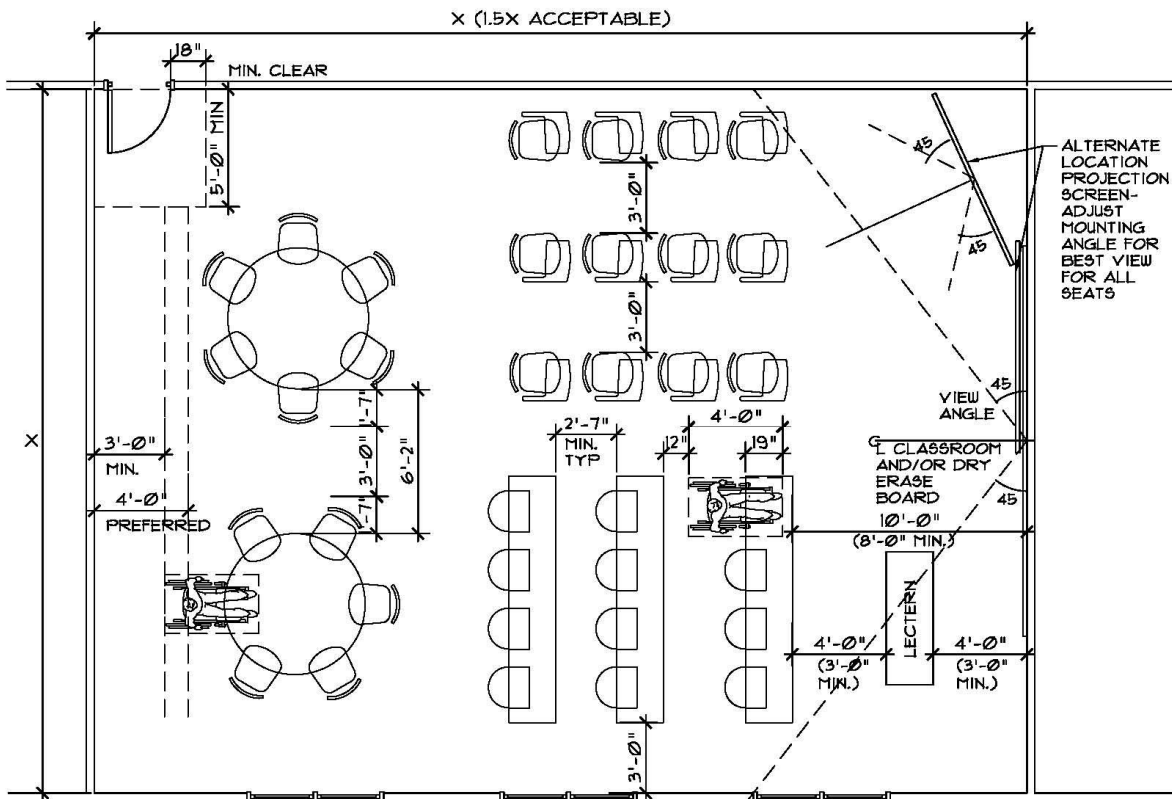 X (1.5X ACCEPTABLE)
18"
MIN. CLEAR
5'-0" MIN
3'-0"
3'-0"
45
45
ALTERNATE
LOCATION
PROJECTION
SCREEN-
ADJUST
MOUNTING
ANGLE FOR
BEST VIEW
FOR ALL
SEATS
X
3'-0"
MIN.
4'-0"
PREFERRED
-7"
3'-0"
-7"
6'-2"
2'-7"
MIN.
TYP
12"
4'-0"
19"
VIEW
ANGLE
45
CL CLASSROOM
AND/OR DRY
ERASE
BOARD
45
10'-0"
(8'-0" MIN.)
LECTERN
4'-0"
(3'-0"
MIN.)
4'-0"
(3'-0"
MIN.)
3'-0"